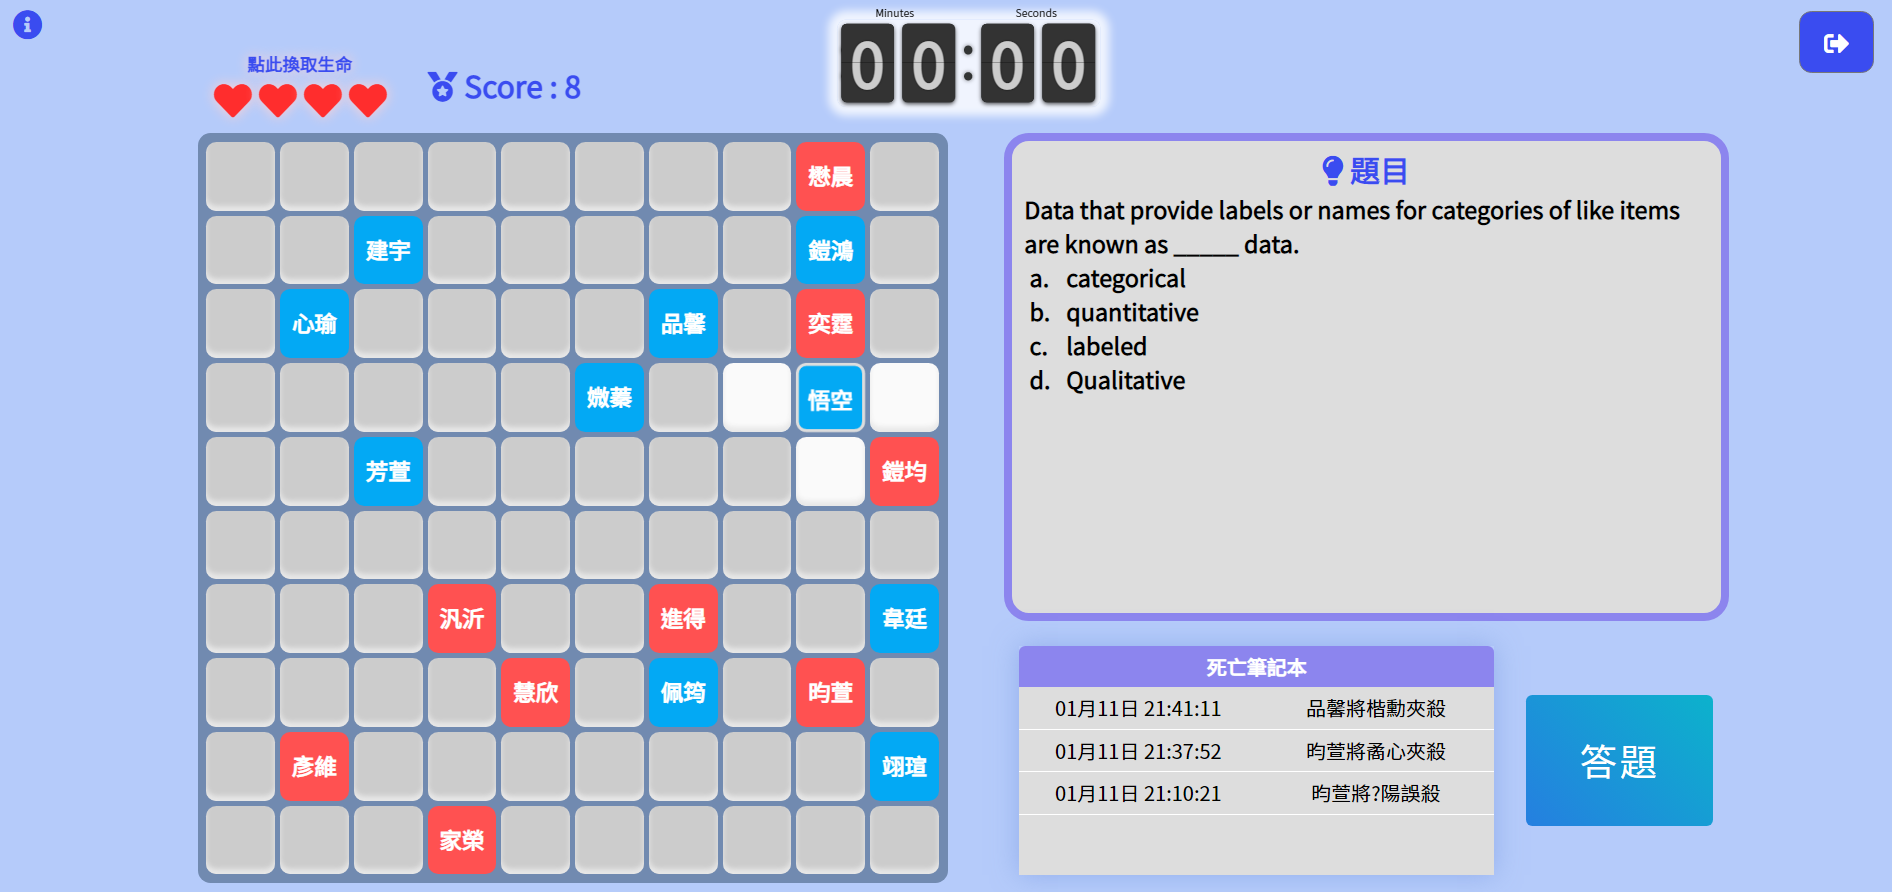 Minutes Seconds
00:00
點此換取生命
Score : 8
懋晨
建宇
鎧鴻
心瑜
品馨
奕霆
媺蓁
悟空
芳萱
鎧均
汎沂
進得
韋廷
慧欣
佩筠
昀萱
彥維
翊瑄
家榮
題目
Data that provide labels or names for categories of like items
are known as _____ data.
a. categorical
b. quantitative
c. labeled
d. Qualitative
死亡筆記本
01月11日 21:41:11 品馨將楷勳夾殺
01月11日 21:37:52 昀萱將矞心夾殺
01月11日 21:10:21 昀萱將?陽誤殺
答題